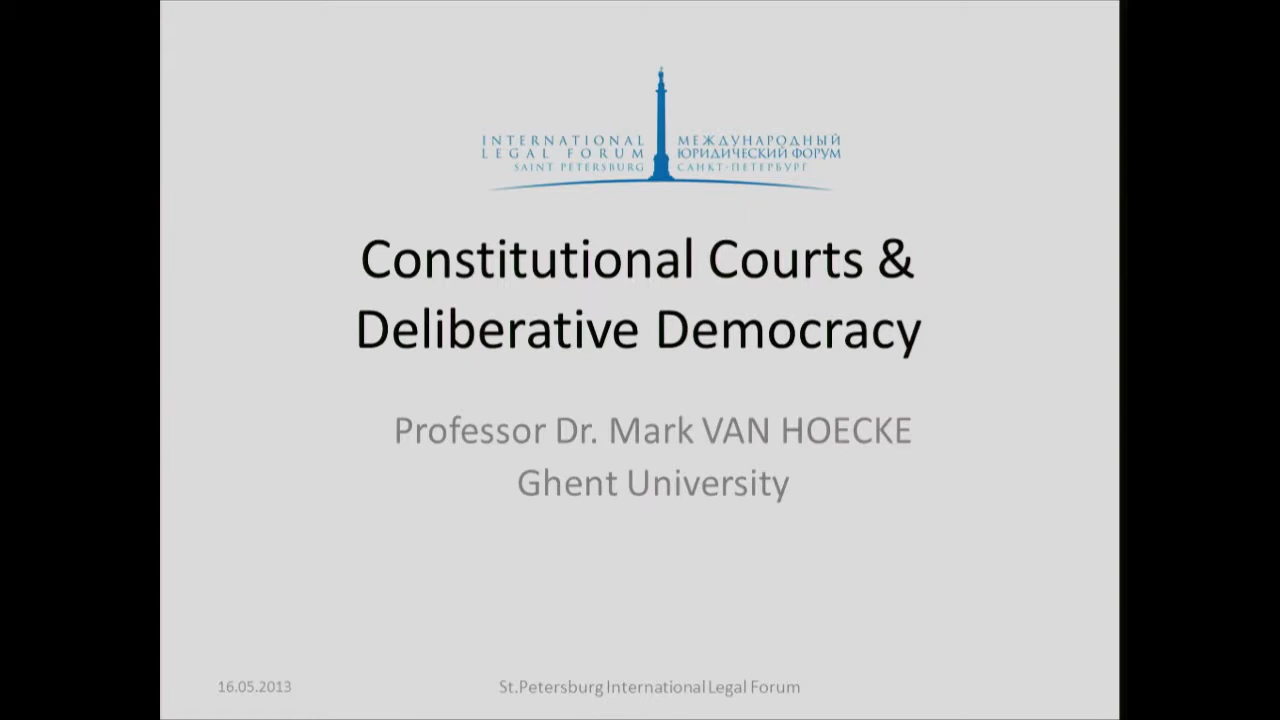 INTERNATIONAL
LEGAL FORUM
SAINT PETERSBURG
МЕЖДУНАРОДНЫЙ
ЮРИДИЧЕСКИЙ ФОРУМ
САНКТ-ПЕТЕРБУРГ
Constitutional Courts &
Deliberative Democracy
Professor Dr. Mark VAN HOECKE
Ghent University
16.05.2013
St.Petersburg International Legal Forum